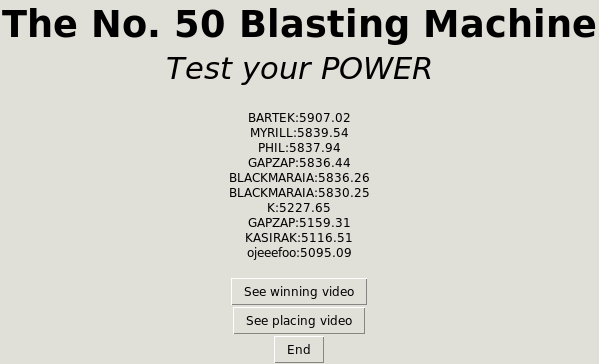 The No. 50 Blasting Machine
Test your POWER
BARTEK:5907.02
MYRILL:5839.54
PHIL:5837.94
GAPZAP:5836.44
BLACKMARAIA:5836.26
BLACKMARAIA:5830.25
K:5227.65
GAPZAP:5159.31
KASIRAK:5116.51
ojeeefoo:5095.09
See winning video
See placing video
End